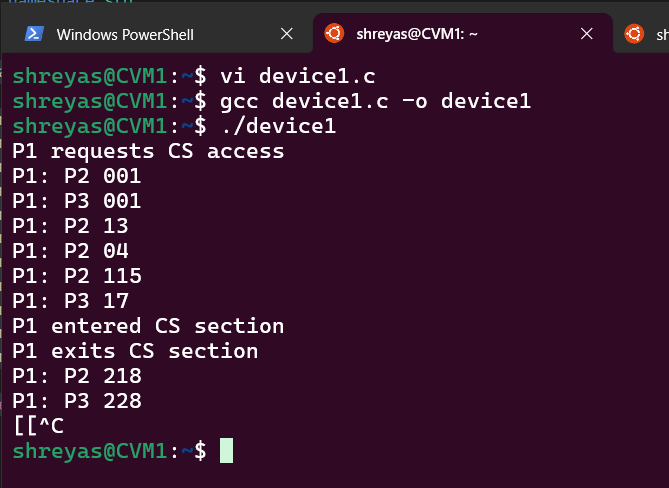 Windows PowerShell
shreyas@CVM1: ~
shreyas@CVM1:~$ vi device1.c
shreyas@CVM1:~$ gcc device1.c -o device1
shreyas@CVM1:~$ ./device1
P1 requests CS access
P1: P2 001
P1: P3 001
P1: P2 13
P1: P2 04
P1: P2 115
P1: P3 17
P1 entered CS section
P1 exits CS section
P1: P2 218
P1: P3 228
[[^C
shreyas@CVM1:~$